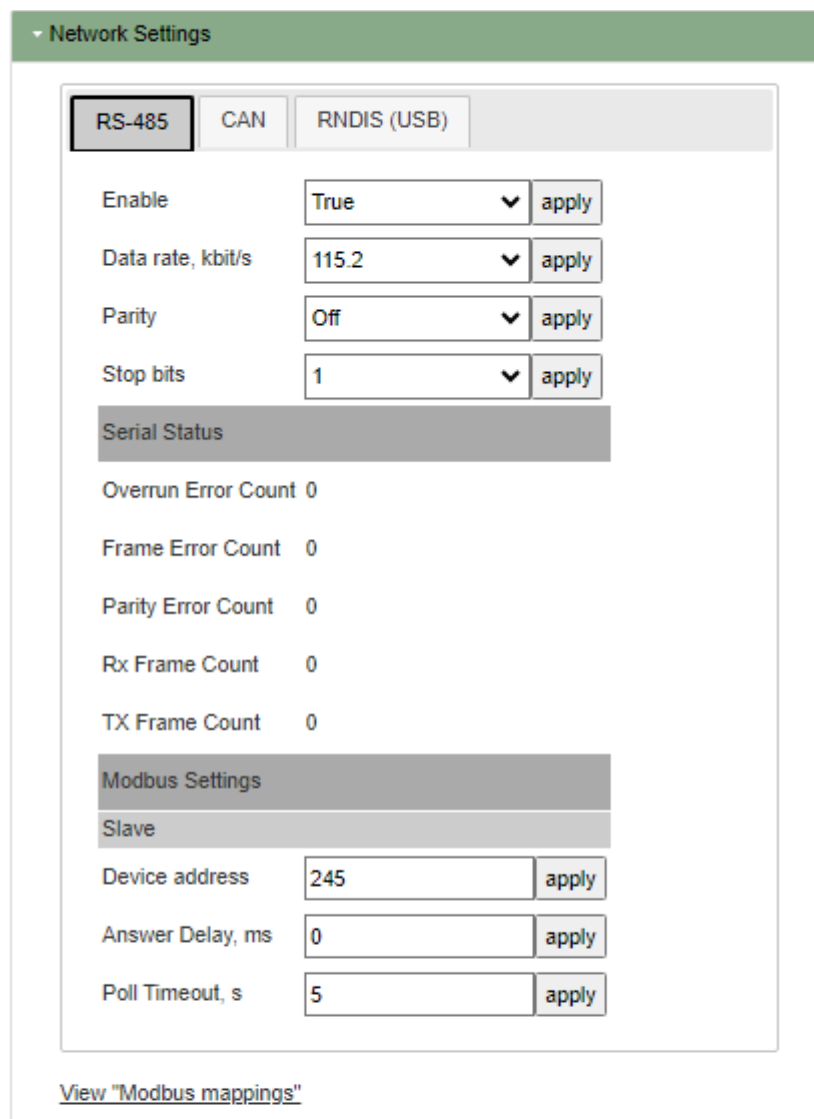 Network Settings
RS-485 CAN RNDIS (USB)
Enable True apply
Data rate, kbit/s 115.2 apply
Parity Off apply
Stop bits 1 apply
Serial Status
Overrun Error Count 0
Frame Error Count 0
Parity Error Count 0
Rx Frame Count 0
TX Frame Count 0
Modbus Settings
Slave
Device address 245 apply
Answer Delay, ms 0 apply
Poll Timeout, s 5 apply
View "Modbus mappings"